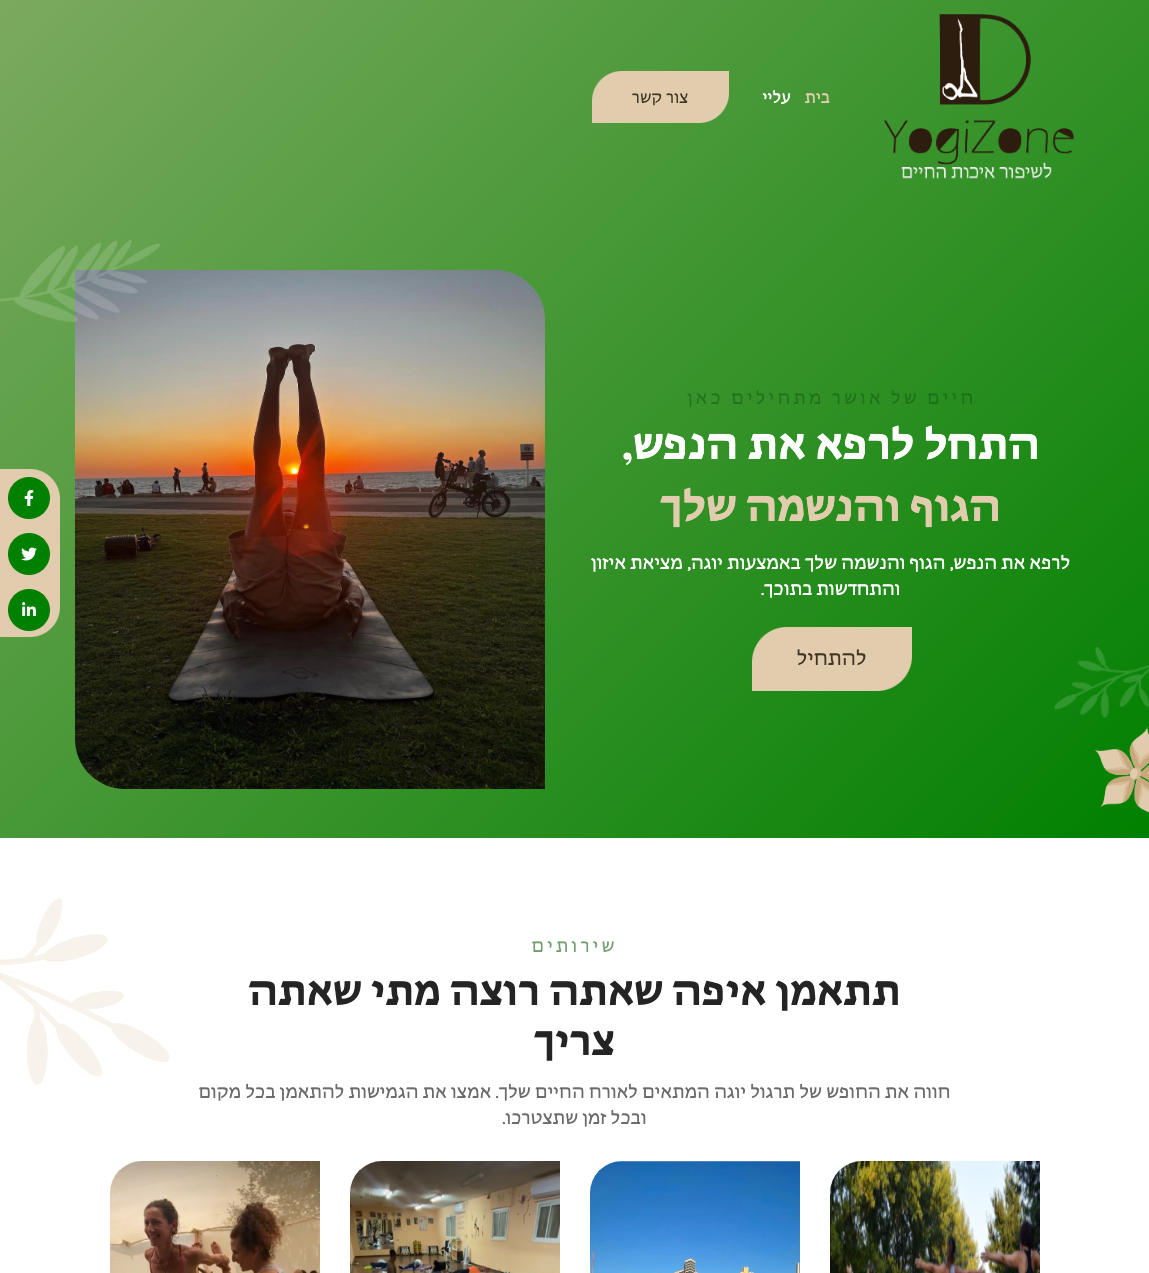 YogiZone
לשיפור איכות החיים
בית
עליי
צור קשר
חיים של אושר מתחילים כאן
התחל לרפא את הנפש,
הגוף והנשמה שלך
לרפא את הנפש, הגוף והנשמה שלך באמצעות יוגה, מציאת איזון
והתחדשות בתוכך.
להתחיל
שירותים
תתאמן איפה שאתה רוצה מתי שאתה
צריך
חווה את החופש של תרגול יוגה המתאים לאורח החיים שלך. אמצו את הגמישות להתאמן בכל מקום
ובכל זמן שתצטרכו.